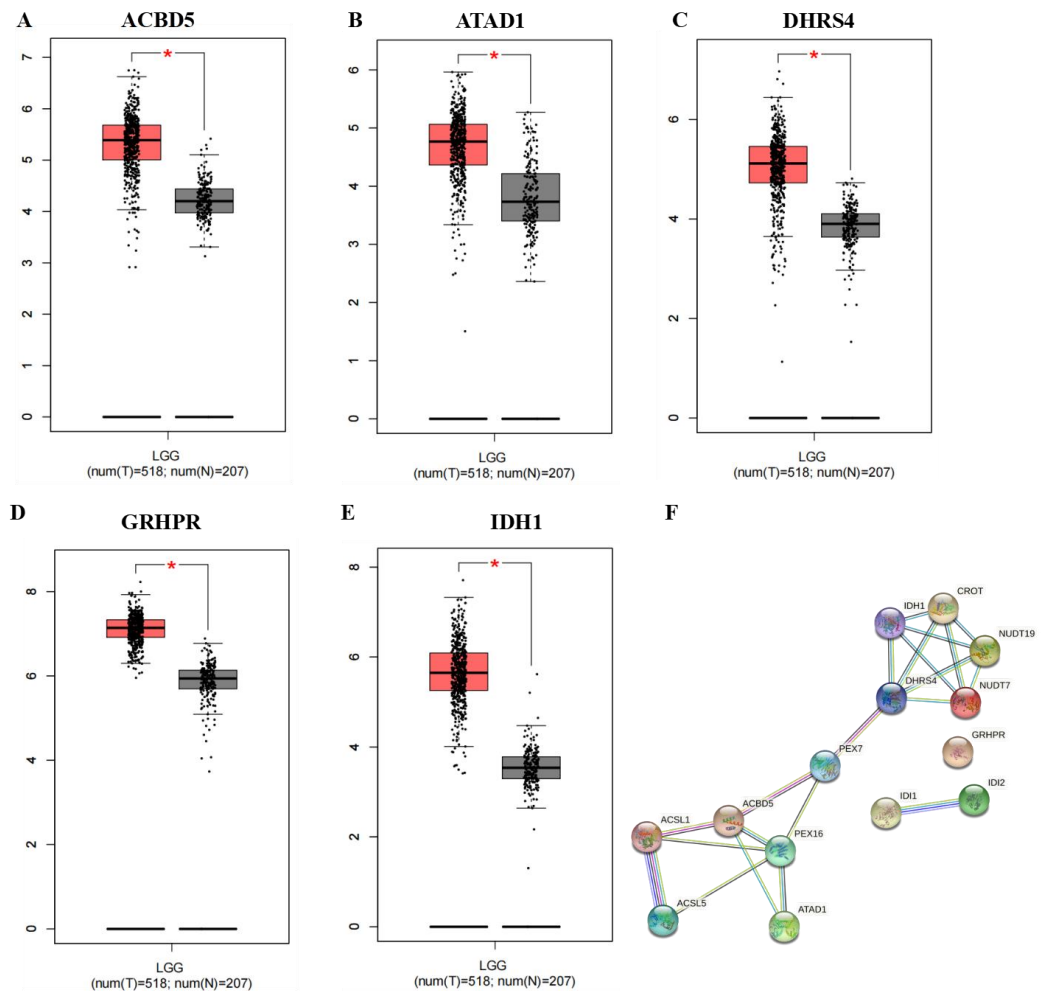 A
ACBD5
*
7
6
5
4
3
2
1
0
LGG
(num(T)=518; num(N)=207)
B
ATAD1
*
6
5
4
3
2
1
0
LGG
(num(T)=518; num(N)=207)
C
DHRS4
*
6
4
2
0
LGG
(num(T)=518; num(N)=207)
D
GRHPR
*
8
6
4
2
0
LGG
(num(T)=518; num(N)=207)
E
IDH1
*
8
6
4
2
0
LGG
(num(T)=518; num(N)=207)
F
CROT
IDH1
NUDT19
DHRS4
NUDT7
GRHPR
PEX7
IDI2
IDI1
ACBD5
ACSL1
PEX16
ACSL5
ATAD1